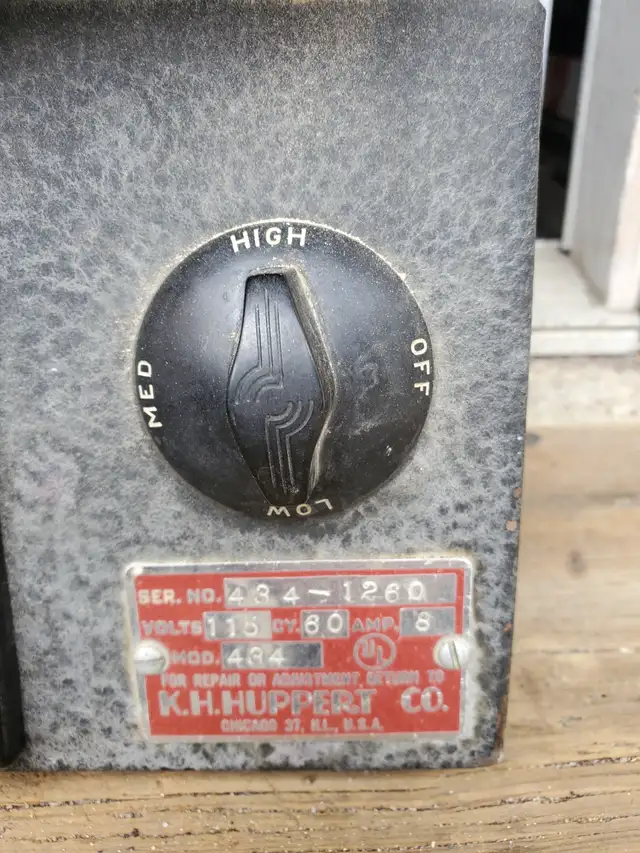 HIGH
OFF
MED
LOW
SER. NO. 434-1260
VOLTS 115 CY. 60 AMP. 8
MOD. 434 UL
FOR REPAIR OR ADJUSTMENT RETURN TO
K.H.HUPPERT CO.
CHICAGO 37, ILL., U.S.A.